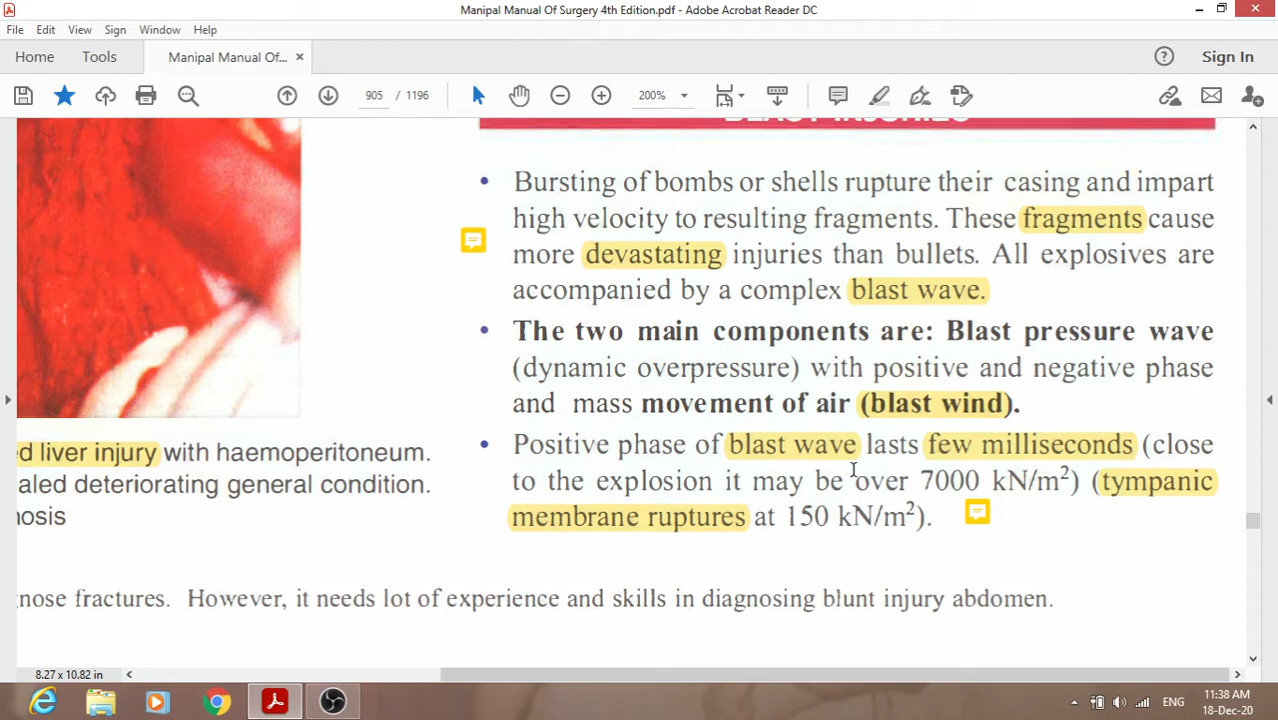 Manipal Manual Of Surgery 4th Edition.pdf - Adobe Acrobat Reader DC
File Edit View Sign Window Help
Home Tools Manipal Manual Of... × Sign In
905 / 1196 200%
BLAST INJURIES
• Bursting of bombs or shells rupture their casing and impart
high velocity to resulting fragments. These fragments cause
more devastating injuries than bullets. All explosives are
accompanied by a complex blast wave.
• The two main components are: Blast pressure wave
(dynamic overpressure) with positive and negative phase
and mass movement of air (blast wind).
• Positive phase of blast wave lasts few milliseconds (close
to the explosion it may be over 7000 kN/m²) (tympanic
membrane ruptures at 150 kN/m²).
ed liver injury with haemoperitoneum.
aled deteriorating general condition.
nosis
gnose fractures. However, it needs lot of experience and skills in diagnosing blunt injury abdomen.
8.27 x 10.82 in
ENG
11:38 AM
18-Dec-20